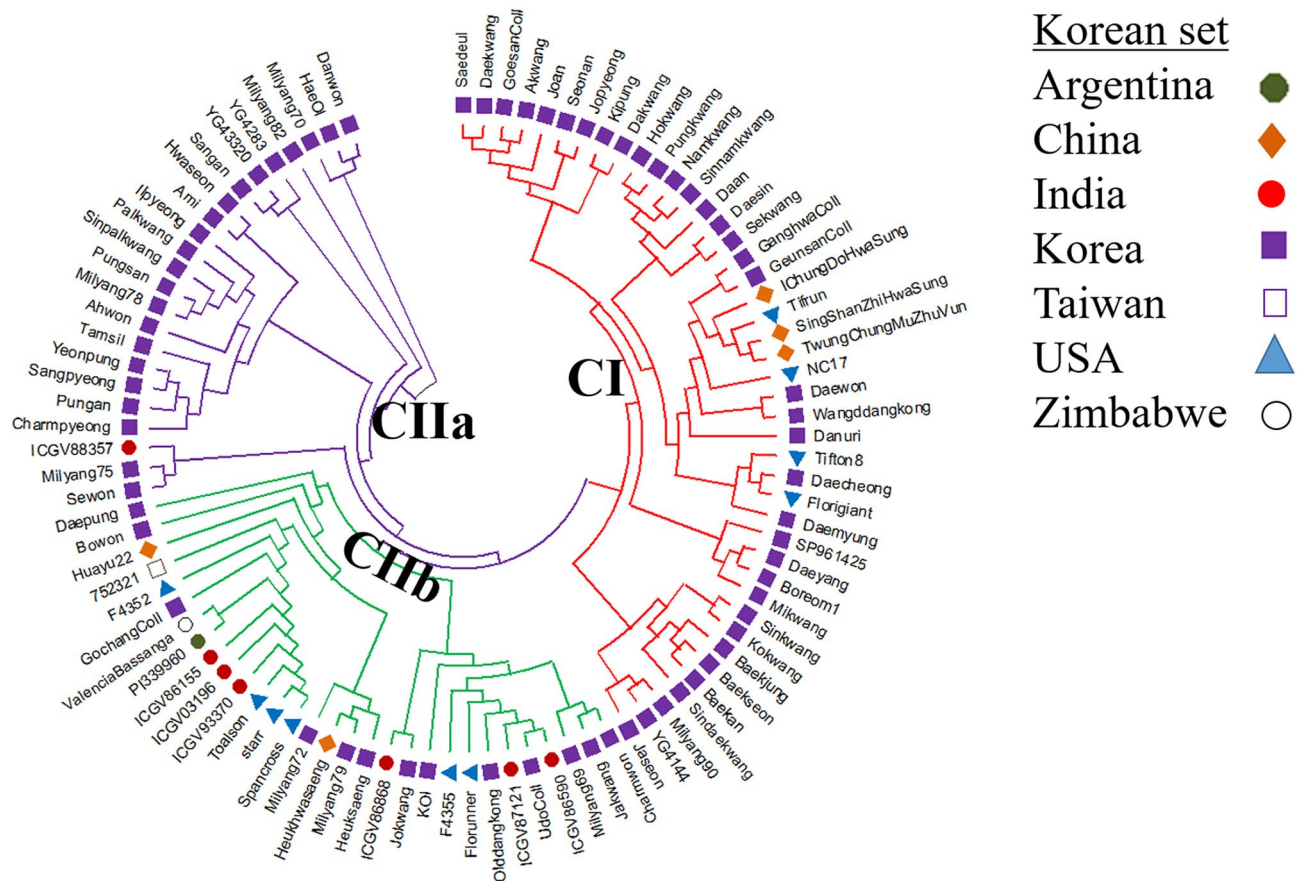 Korean set
Argentina
China
India
Korea
Taiwan
USA
Zimbabwe
CI
CIIa
CIIb
Saedeul
Daekwang
GoesanColl
Akwang
Joan
Seonan
Jopyeong
Kipung
Dakwang
Hokwang
Pungkwang
Namkwang
Sinnamkwang
Daan
Daesin
Sekwang
GanghwaColl
GeunsanColl
IChungDoHwaSung
Tifrun
SingShanZhiHwaSung
TwungChungMuZhuVun
NC17
Daewon
Wangddangkong
Danuri
Tifton8
Daecheong
Florigiant
Daemyung
SP961425
Daeyang
Boreom1
Mikwang
Sinkwang
Kokwang
Baekjung
Baekseon
Baekan
Sindaekwang
Milyang90
YG4144
Jaseon
Charmwon
Jakwang
Milyang69
ICGV86590
UdoColl
ICGV87121
Olddangkong
Florunner
F4355
KOl
Jokwang
ICGV86868
Heuksaeng
Milyang79
Heukhwasaeng
Milyang72
Spancross
starr
Toalson
ICGV93370
ICGV03196
ICGV86155
PI339960
ValenciaBassanga
GochangColl
F4352
752321
Huayu22
Bowon
Daepung
Sewon
Milyang75
ICGV88357
Charmpyeong
Pungan
Sangpyeong
Yeonpung
Tamsil
Ahwon
Milyang78
Pungsan
Sinpalkwang
Palkwang
Ilpyeong
Ami
Hwaseon
Sangan
YG43320
YG4283
Milyang82
Milyang70
HaeOl
Danwon